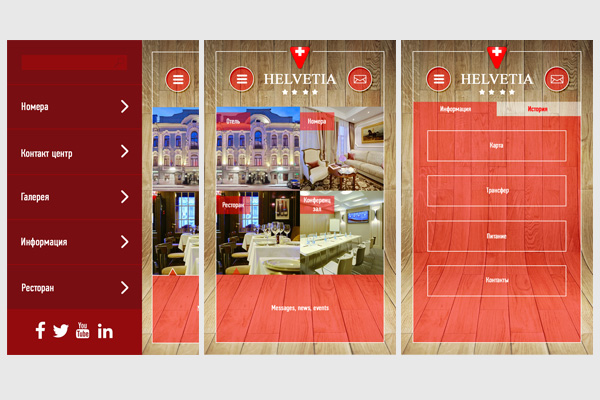 Номера
Контакт центр
Галерея
Информация
Ресторан
You
Tube
HELVETIA
Отель
Номера
Ресторан
Конференц
зал
Messages, news, events
HELVETIA
Информация
История
Карта
Трансфер
Питание
Контакты